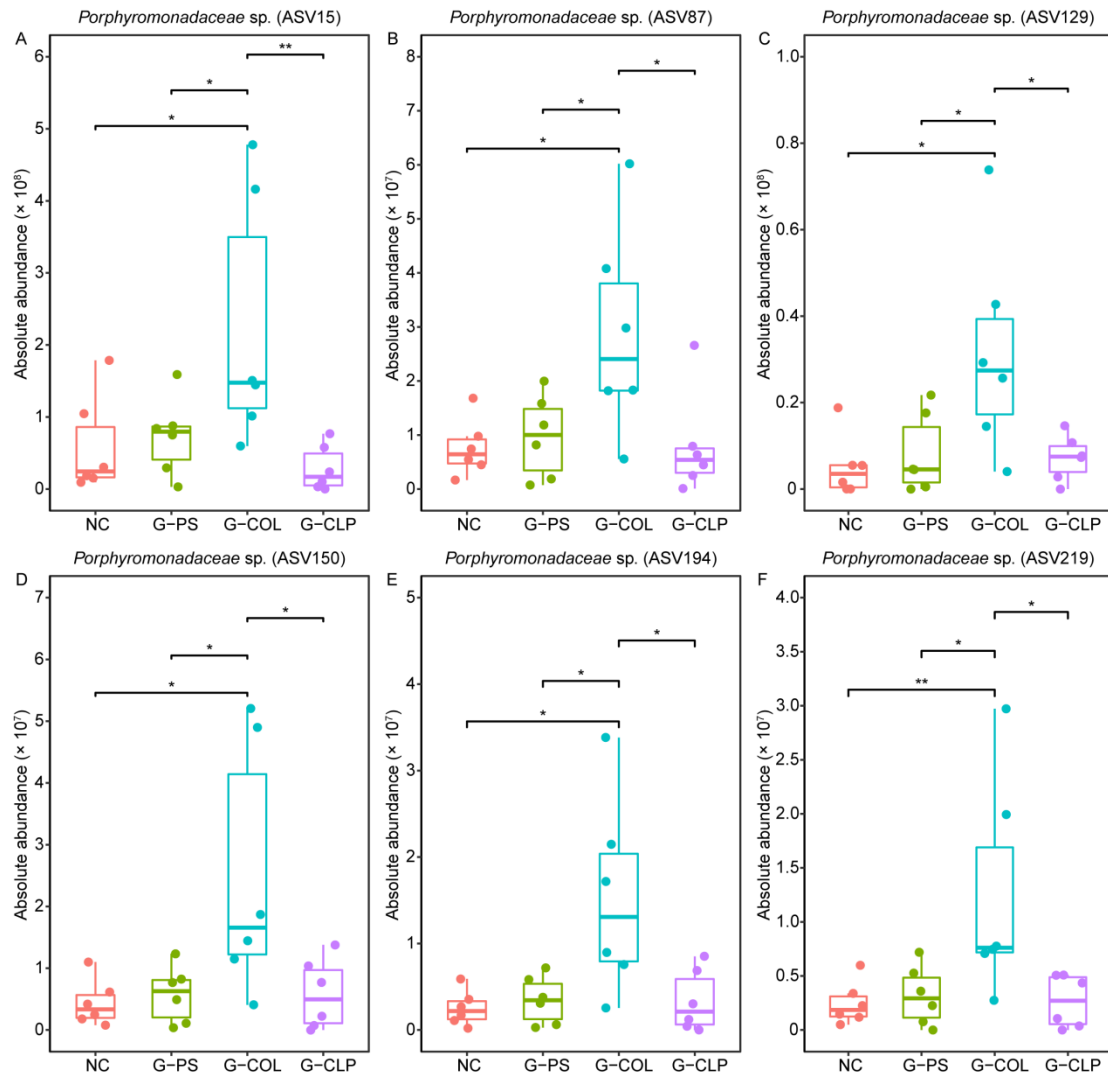 Porphyromonadaceae sp. (ASV15)
A
Absolute abundance (× 10⁸)
6
5
4
3
2
1
0
*
*
**
NC G−PS G−COL G−CLP
Porphyromonadaceae sp. (ASV87)
B
Absolute abundance (× 10⁷)
8
7
6
5
4
3
2
1
0
*
*
*
NC G−PS G−COL G−CLP
Porphyromonadaceae sp. (ASV129)
C
Absolute abundance (× 10⁸)
1.0
0.8
0.6
0.4
0.2
0
*
*
*
NC G−PS G−COL G−CLP
Porphyromonadaceae sp. (ASV150)
D
Absolute abundance (× 10⁷)
7
6
5
4
3
2
1
0
*
*
*
NC G−PS G−COL G−CLP
Porphyromonadaceae sp. (ASV194)
E
Absolute abundance (× 10⁷)
5
4
3
2
1
0
*
*
*
NC G−PS G−COL G−CLP
Porphyromonadaceae sp. (ASV219)
F
Absolute abundance (× 10⁷)
4.0
3.5
3.0
2.5
2.0
1.5
1.0
0.5
0
**
*
*
NC G−PS G−COL G−CLP